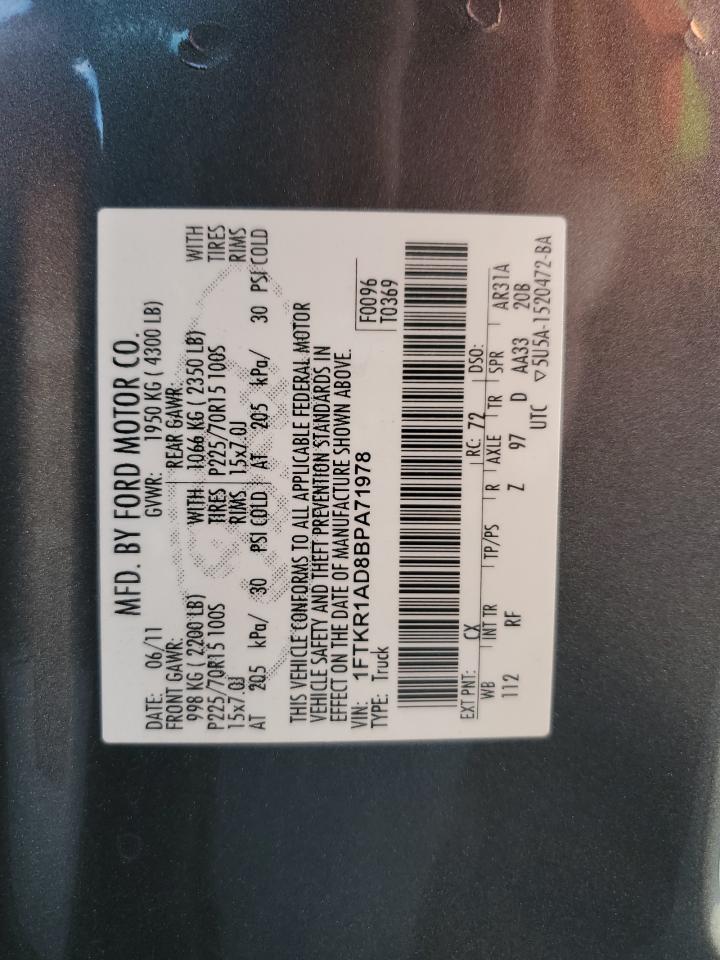 MFD. BY FORD MOTOR CO.
DATE: 06/11 GVWR: 1950 KG ( 4300 LB)
FRONT GAWR: REAR GAWR:
998 KG ( 2200 LB) WITH 1066 KG ( 2350 LB) WITH
P225/70R15 100S TIRES P225/70R15 100S TIRES
15x7.0J RIMS 15x7.0J RIMS
AT 205 kPa/ 30 PSI COLD AT 205 kPa/ 30 PSI COLD
THIS VEHICLE CONFORMS TO ALL APPLICABLE FEDERAL MOTOR
VEHICLE SAFETY AND THEFT PREVENTION STANDARDS IN
EFFECT ON THE DATE OF MANUFACTURE SHOWN ABOVE.
VIN: 1FTKR1AD8BPA71978 F0096
TYPE: Truck T0369
EXT PNT: CX RC: 72 DSO:
WB INT TR TP/PS R AXLE TR SPR AR31A
112 RF Z 97 D AA33 20B
UTC ▽5U5A-1520472-BA